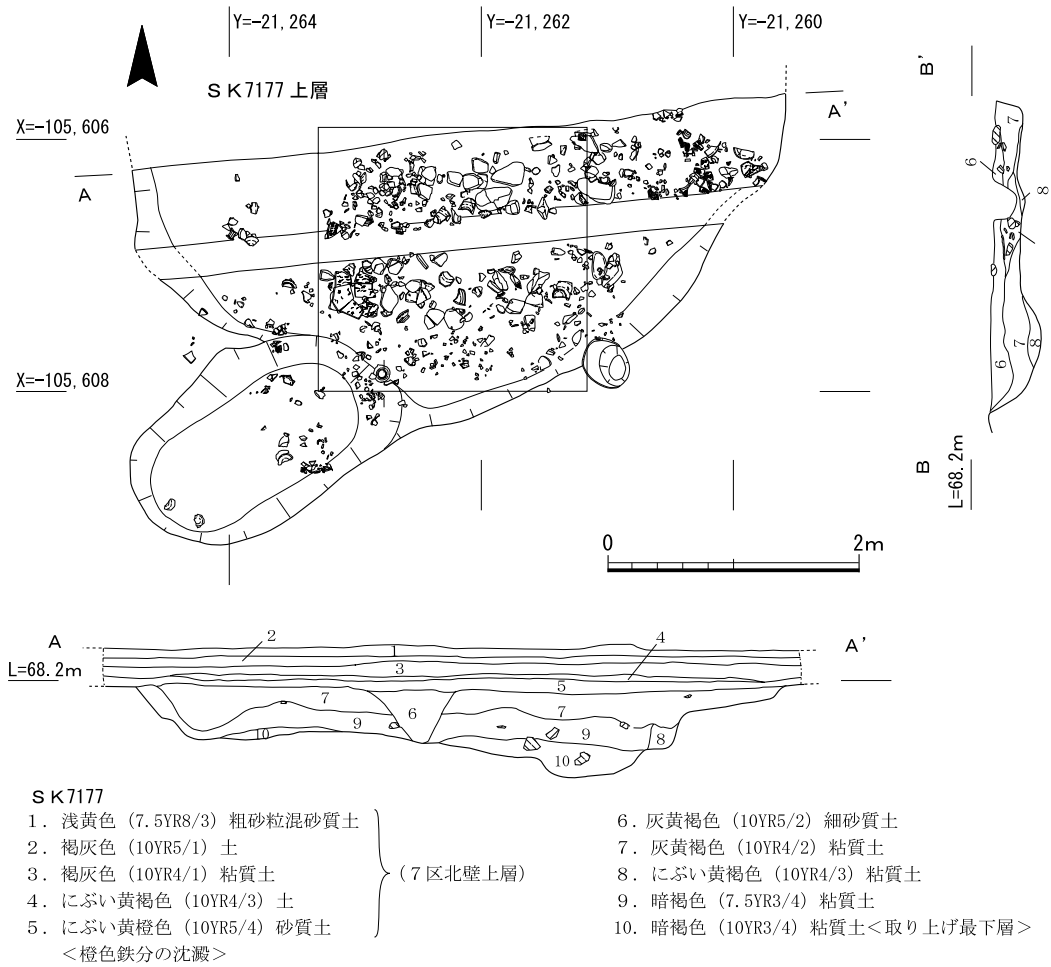 Y=-21,264 Y=-21,262 Y=-21,260
SK7177上層
X=-105,606
A A'
X=-105,608
B'
7
6
8
7
8
6
B
L=68.2m
0 2m
A A'
L=68.2m
2 1 4
3
5
7 6 7
9 9 8
10 10
SK7177
1. 浅黄色 (7.5YR8/3) 粗砂粒混砂質土
2. 褐灰色 (10YR5/1) 土
3. 褐灰色 (10YR4/1) 粘質土
4. にぶい黄褐色 (10YR4/3) 土
5. にぶい黄橙色 (10YR5/4) 砂質土
<橙色鉄分の沈澱>
(7区北壁上層)
6. 灰黄褐色 (10YR5/2) 細砂質土
7. 灰黄褐色 (10YR4/2) 粘質土
8. にぶい黄褐色 (10YR4/3) 粘質土
9. 暗褐色 (7.5YR3/4) 粘質土
10. 暗褐色 (10YR3/4) 粘質土<取り上げ最下層>